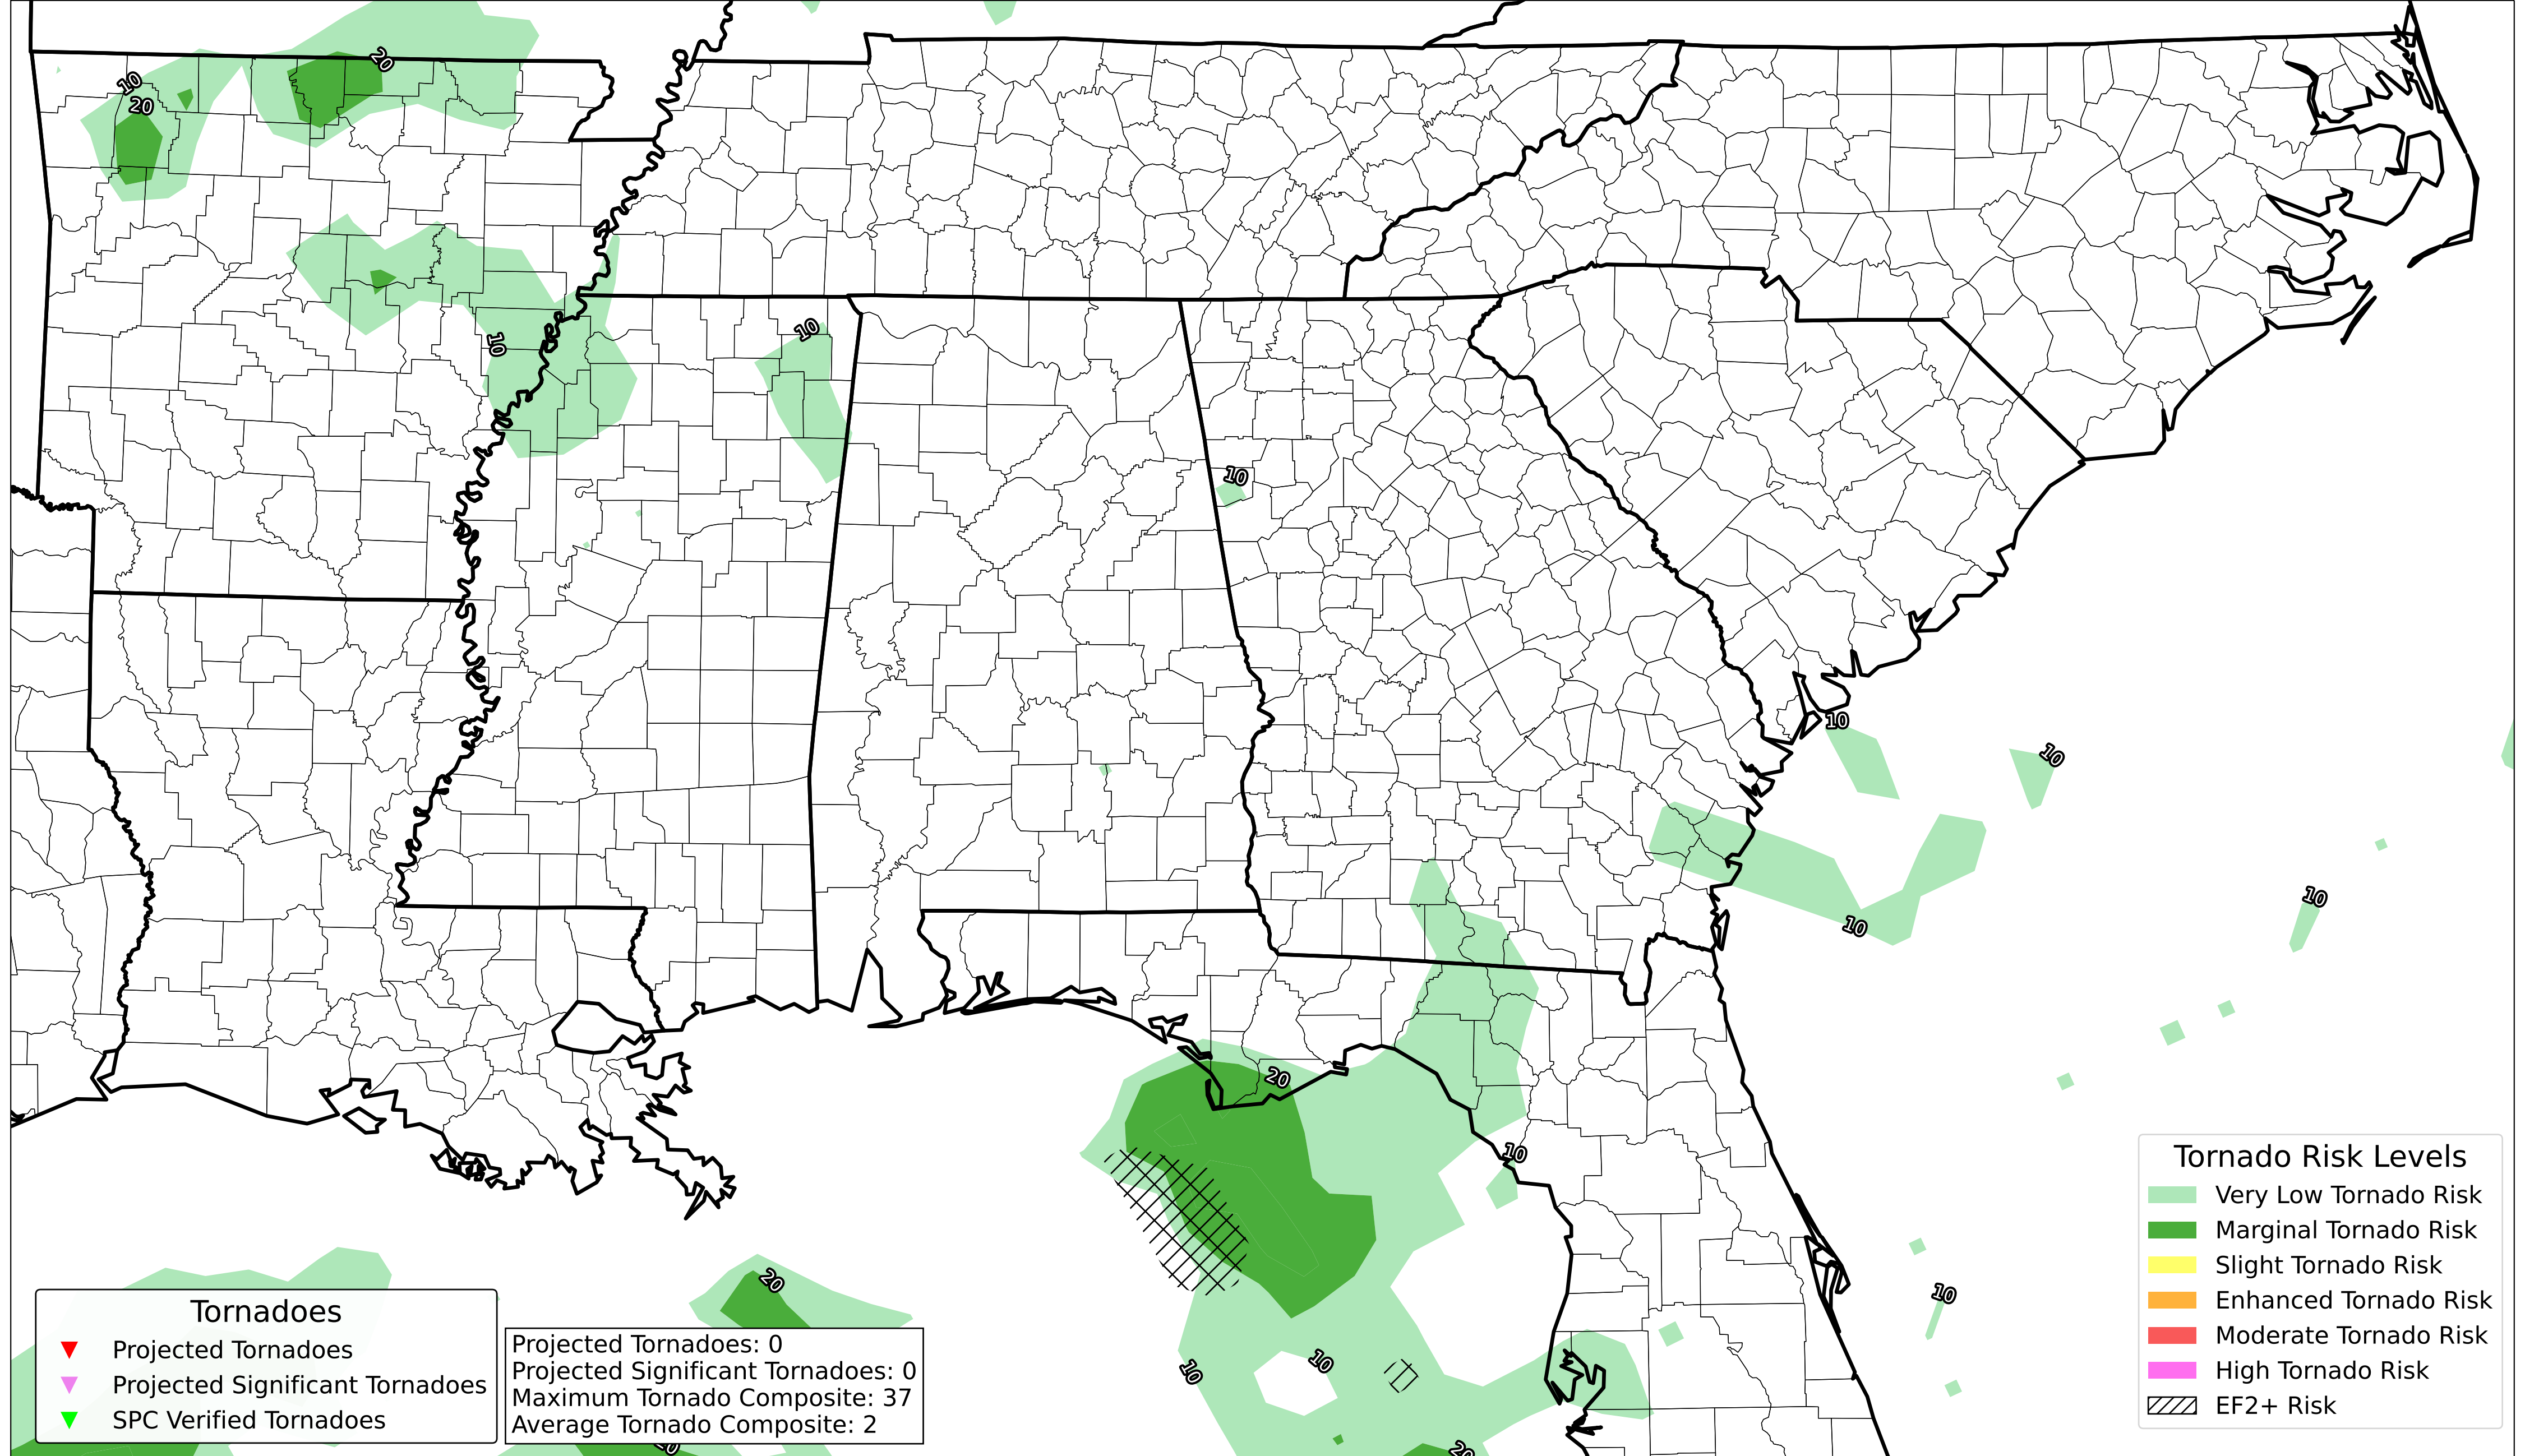 20
10
20
10
10
10
10
10
10
10
20
10
20
10
10
10
20
Tornadoes
Projected Tornadoes
Projected Significant Tornadoes
SPC Verified Tornadoes
Projected Tornadoes: 0
Projected Significant Tornadoes: 0
Maximum Tornado Composite: 37
Average Tornado Composite: 2
Tornado Risk Levels
Very Low Tornado Risk
Marginal Tornado Risk
Slight Tornado Risk
Enhanced Tornado Risk
Moderate Tornado Risk
High Tornado Risk
EF2+ Risk